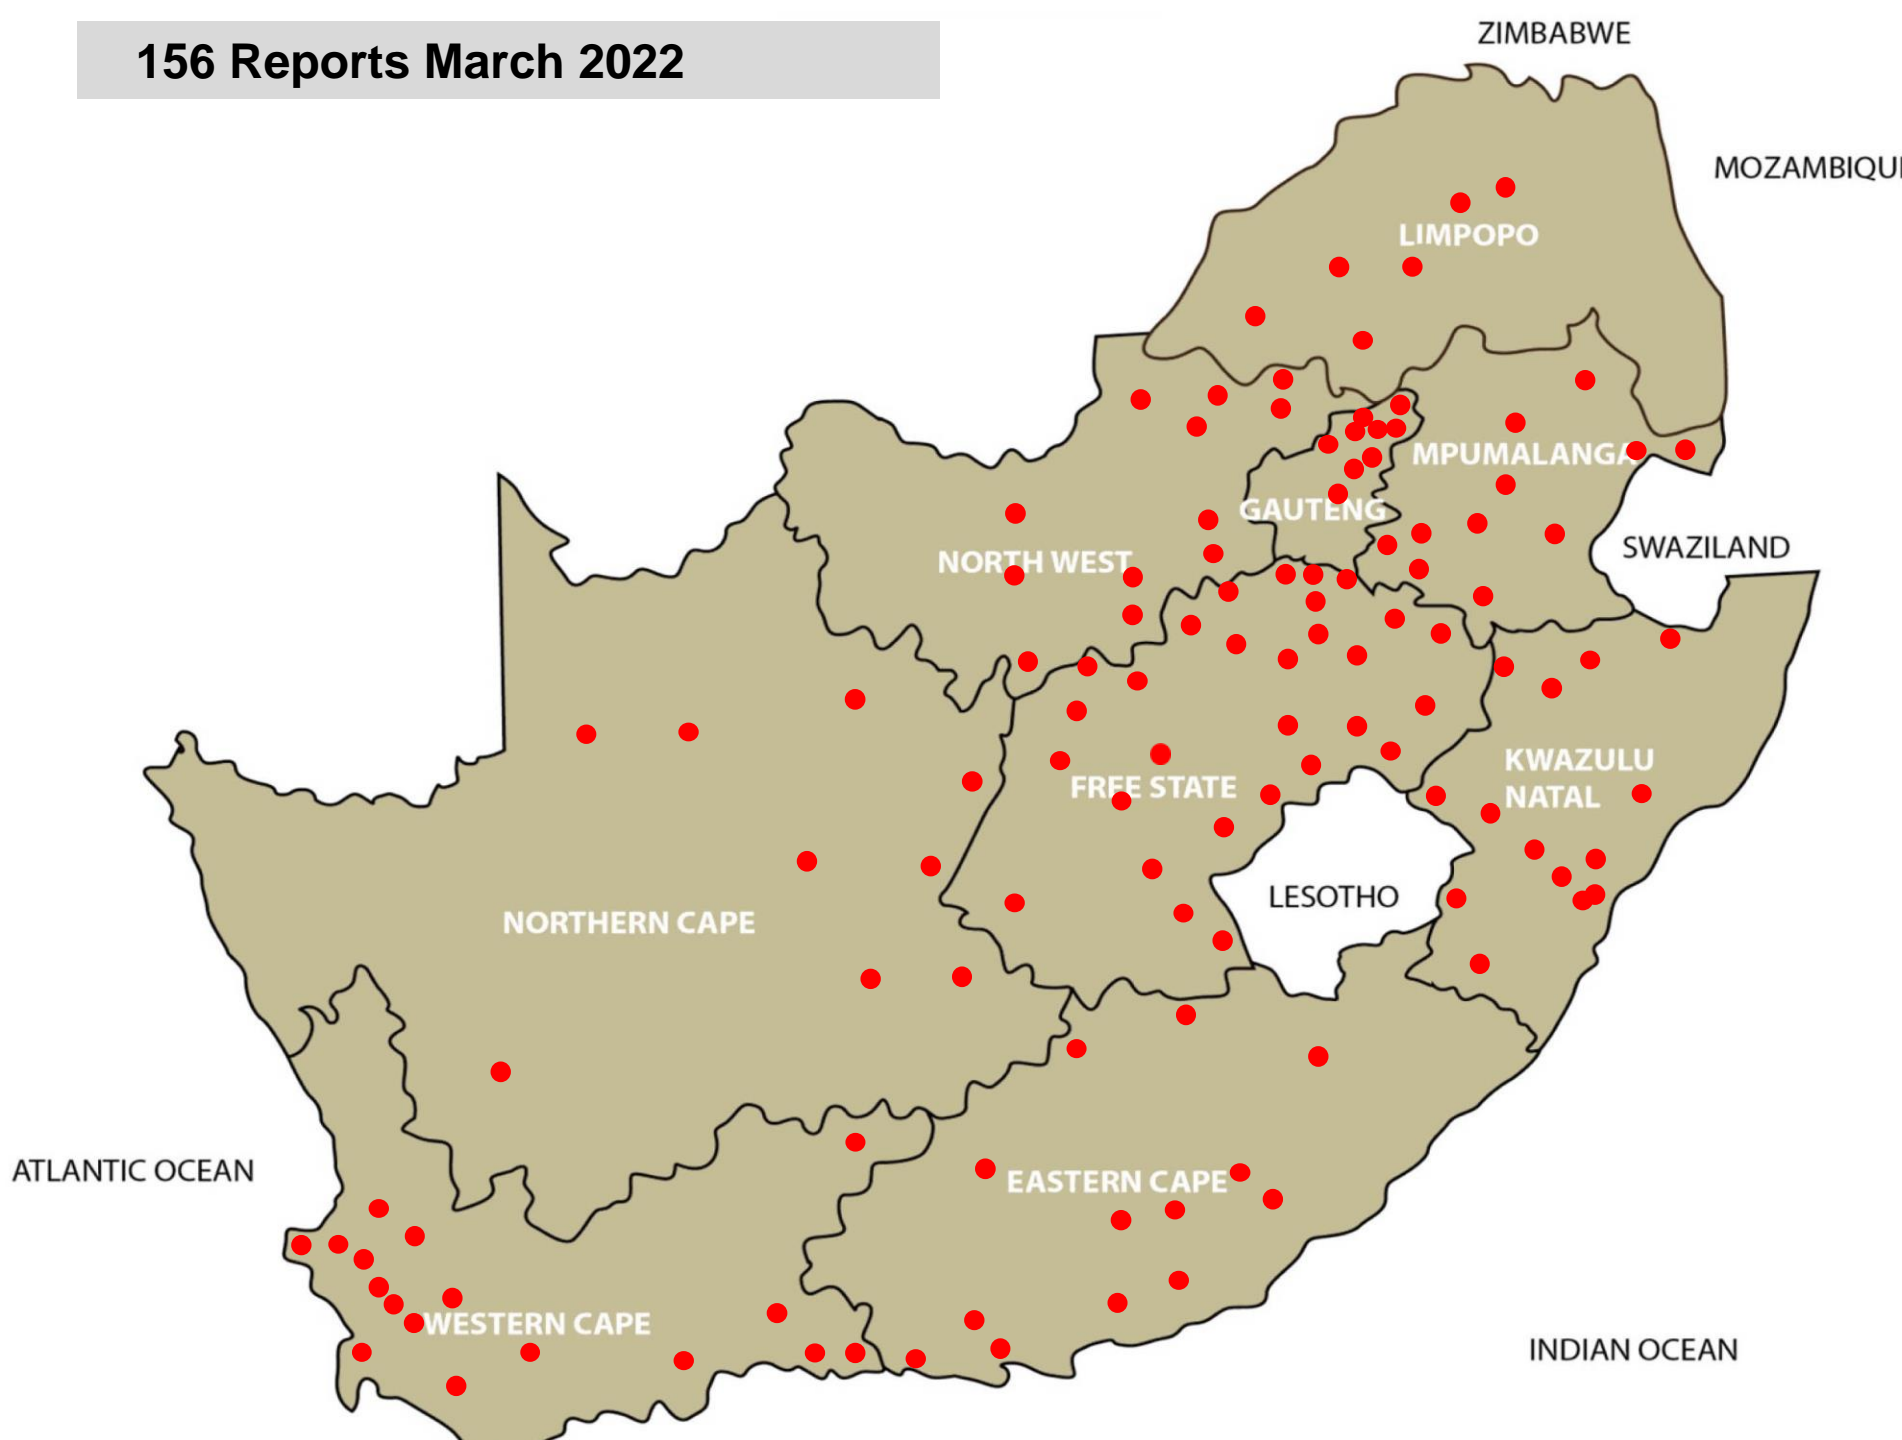 156 Reports March 2022
ZIMBABWE
MOZAMBIQUE
LIMPOPO
MPUMALANGA
GAUTENG
SWAZILAND
NORTH WEST
KWAZULU
NATAL
FREE STATE
LESOTHO
NORTHERN CAPE
ATLANTIC OCEAN
EASTERN CAPE
WESTERN CAPE
INDIAN OCEAN